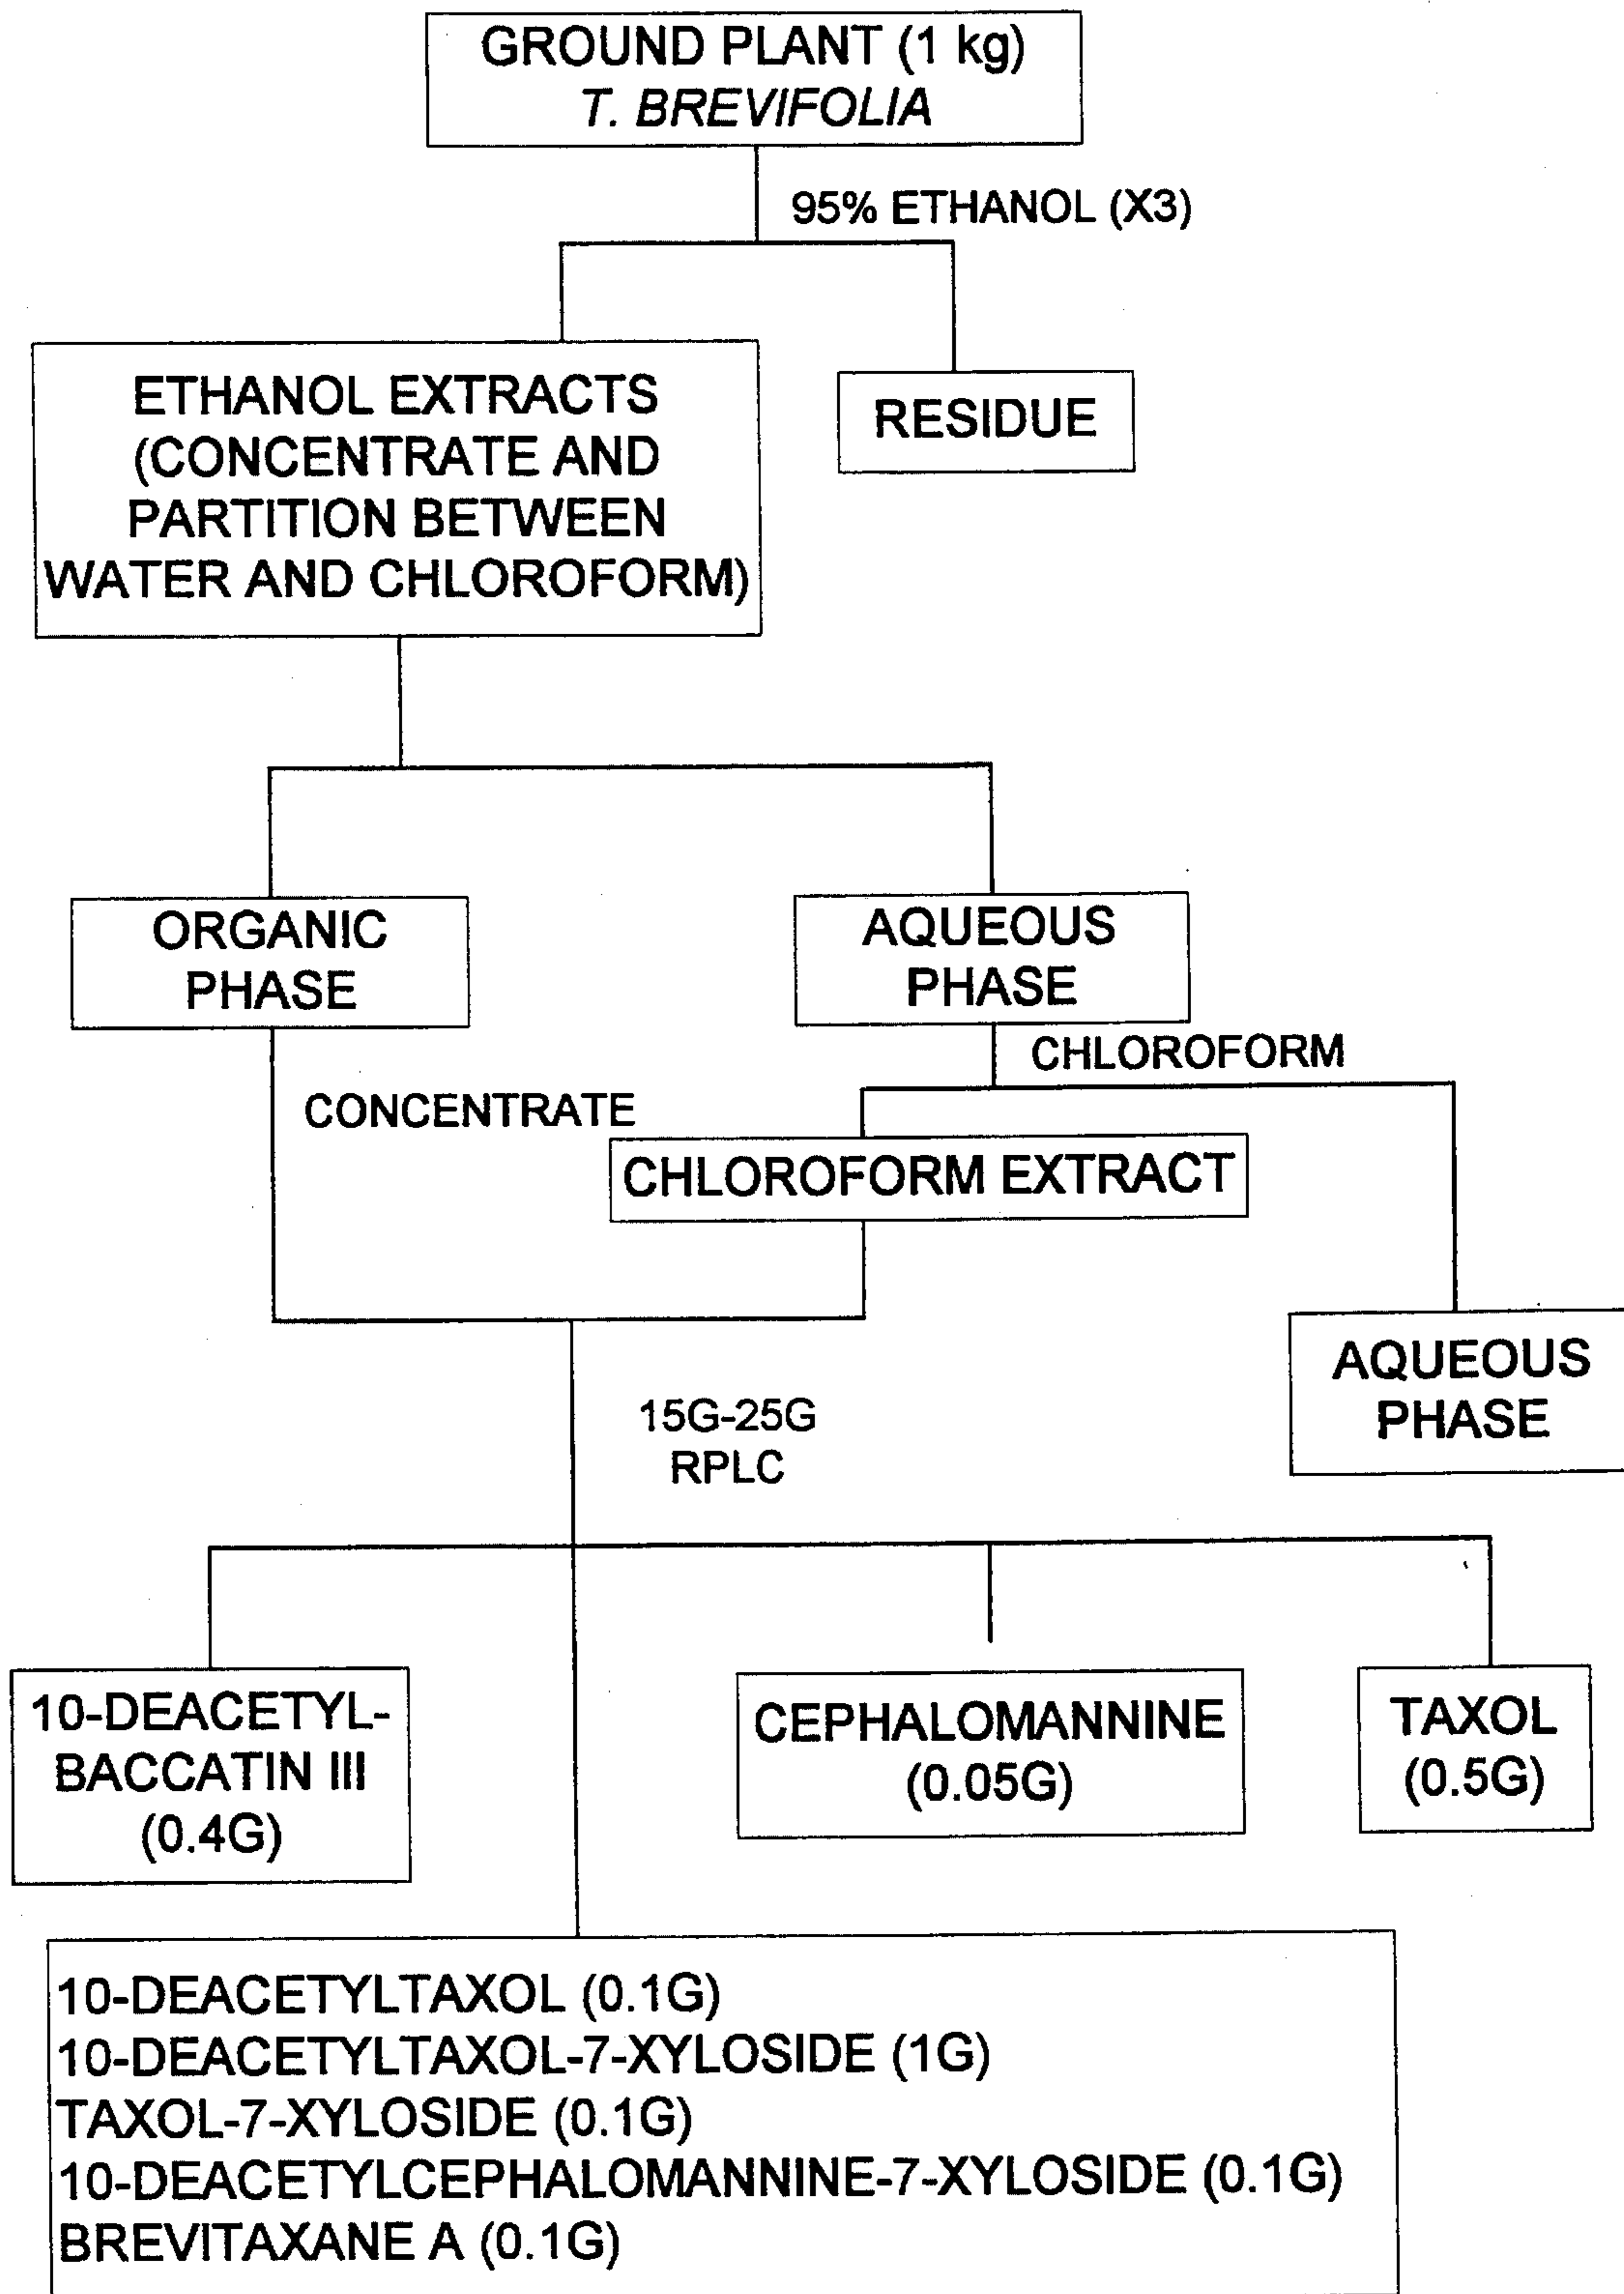 GROUND PLANT (1 kg)
T. BREVIFOLIA
95% ETHANOL (X3)
ETHANOL EXTRACTS
(CONCENTRATE AND
PARTITION BETWEEN
WATER AND CHLOROFORM)
RESIDUE
ORGANIC
PHASE
AQUEOUS
PHASE
CHLOROFORM
CONCENTRATE
CHLOROFORM EXTRACT
AQUEOUS
PHASE
15G-25G
RPLC
10-DEACETYL-
BACCATIN III
(0.4G)
CEPHALOMANNINE
(0.05G)
TAXOL
(0.5G)
10-DEACETYLTAXOL (0.1G)
10-DEACETYLTAXOL-7-XYLOSIDE (1G)
TAXOL-7-XYLOSIDE (0.1G)
10-DEACETYLCEPHALOMANNINE-7-XYLOSIDE (0.1G)
BREVITAXANE A (0.1G)